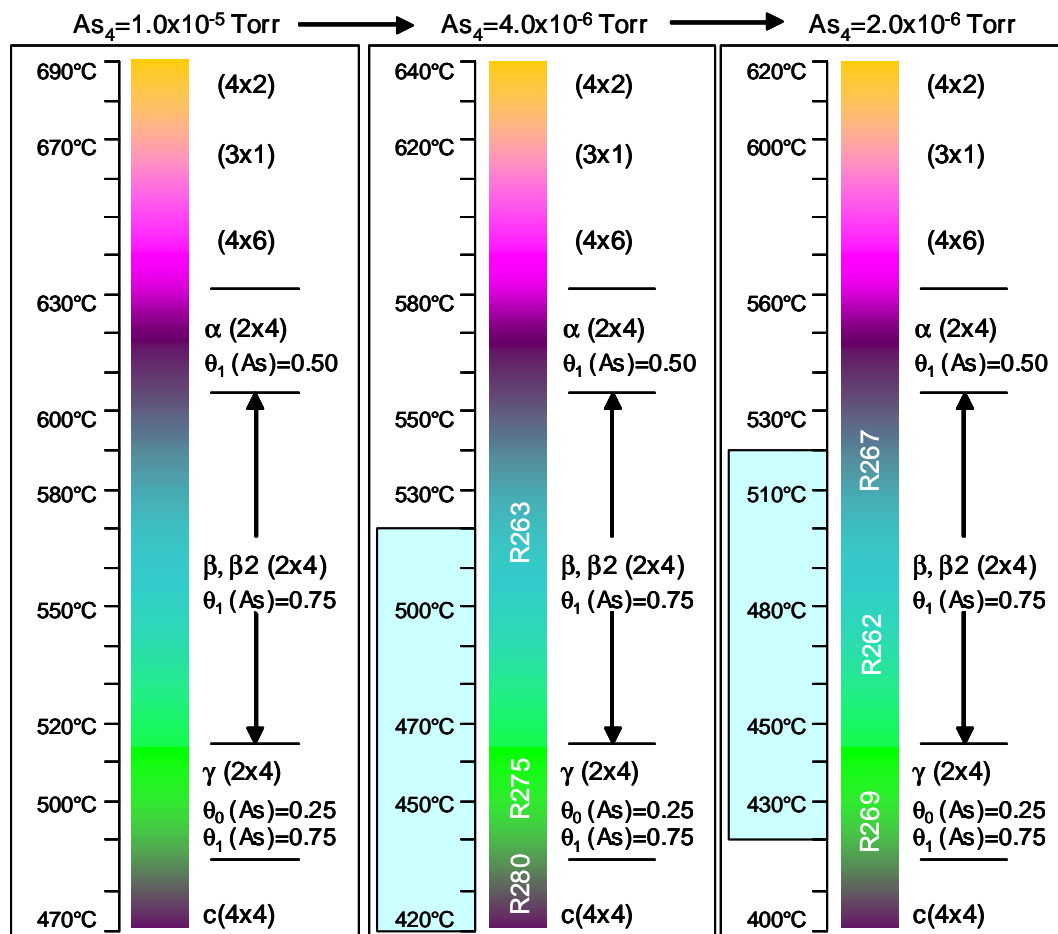 As₄=1.0x10⁻⁵ Torr
As₄=4.0x10⁻⁶ Torr
As₄=2.0x10⁻⁶ Torr
690°C
670°C
630°C
600°C
580°C
550°C
520°C
500°C
470°C
(4x2)
(3x1)
(4x6)
α (2x4)
θ₁ (As)=0.50
β, β2 (2x4)
θ₁ (As)=0.75
γ (2x4)
θ₀ (As)=0.25
θ₁ (As)=0.75
c(4x4)
640°C
620°C
580°C
550°C
530°C
500°C
470°C
450°C
420°C
R263
R275
R280
(4x2)
(3x1)
(4x6)
α (2x4)
θ₁ (As)=0.50
β, β2 (2x4)
θ₁ (As)=0.75
γ (2x4)
θ₀ (As)=0.25
θ₁ (As)=0.75
c(4x4)
620°C
600°C
560°C
530°C
510°C
480°C
450°C
430°C
400°C
R267
R262
R269
(4x2)
(3x1)
(4x6)
α (2x4)
θ₁ (As)=0.50
β, β2 (2x4)
θ₁ (As)=0.75
γ (2x4)
θ₀ (As)=0.25
θ₁ (As)=0.75
c(4x4)